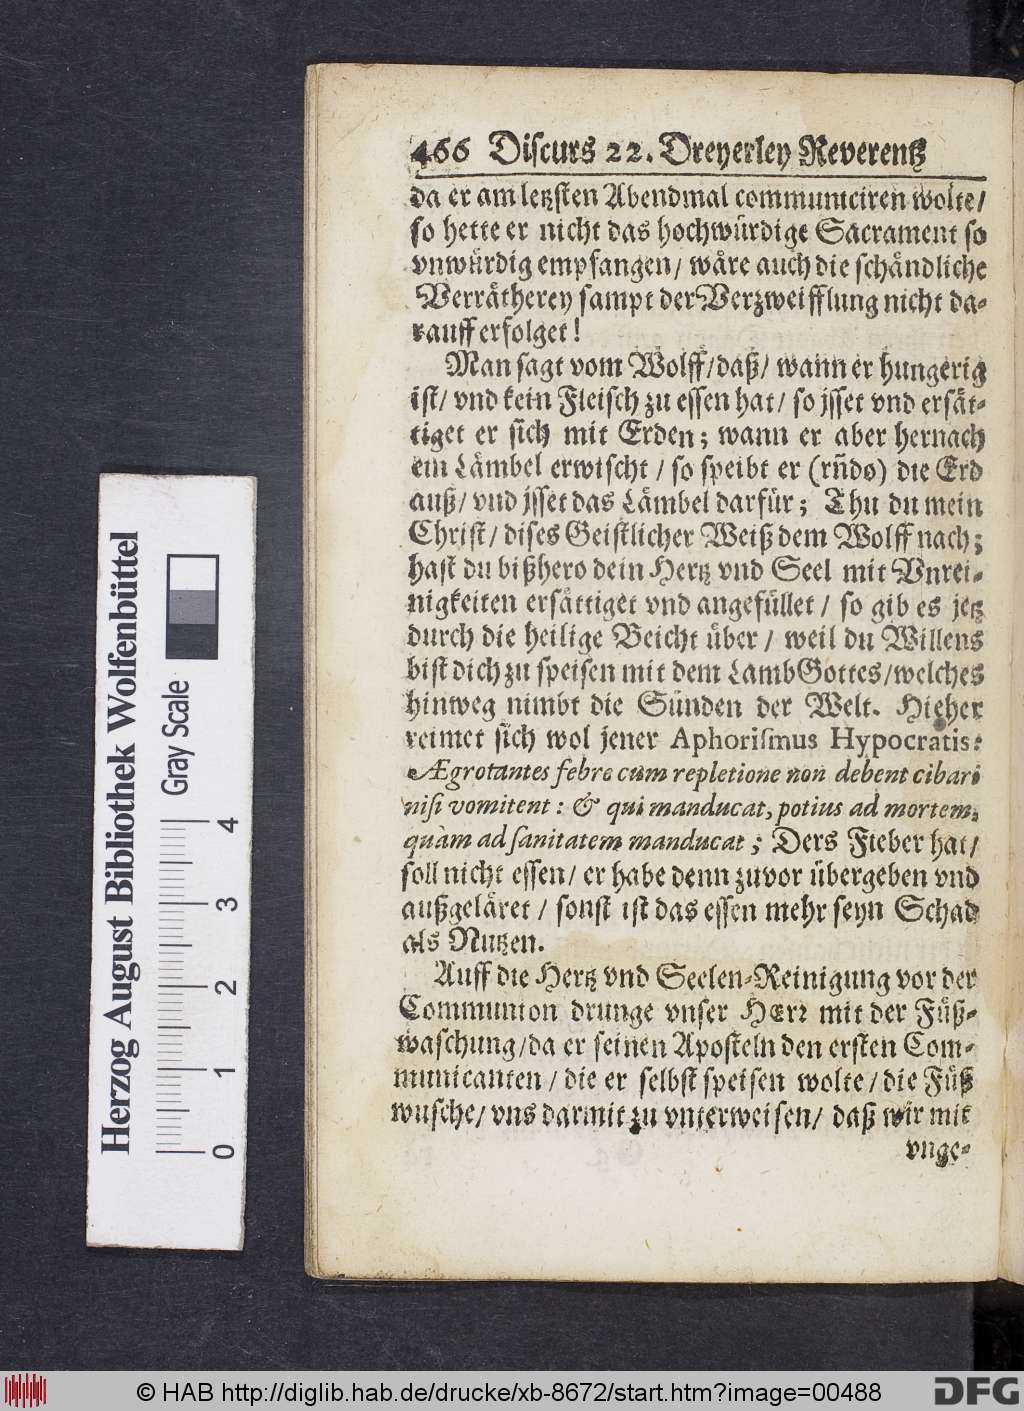 466 Discurs 22. Dreyerley Reverentz
da er am letzsten Abendmal communiciren wolte/
so hette er nicht das hochwürdige Sacrament so
vnwürdig empfangen/ wåre auch die schändliche
Verrätherey sampt der Verzweifflung nicht da-
rauff erfolget!
Man sagt vom Wolff/ daß/ wann er hungerig
ist/ vnd kein Fleisch zu essen hat/ so jsset vnd ersät-
tiget er sich mit Erden; wann er aber hernach
ein Lämbel erwischt / so speibt er (rñdo) die Erd
auß/ vnd jsset das Lämbel darfür; Thu du mein
Christ/ dises Geistlicher Weiß dem Wolff nach;
hast du bißhero dein Hertz vnd Seel mit Vnrei-
nigkeiten ersåttiget vnd angefüllet / so gib es jetz
durch die heilige Beicht über / weil du Willens
bist dich zu speisen mit dem Lamb Gottes/ welches
hinweg nimbt die Sünden der Welt. Hieher
reimet sich wol jener Aphorismus Hypocratis:
Ægrotantes febre cum repletione non debent cibari
nisi vomitent: & qui manducat, potius ad mortem,
quàm ad sanitatem manducat; Ders Fieber hat/
soll nicht essen/ er habe denn zuvor übergeben vnd
außgeläret / sonst ist das essen mehr seyn Schad
als Nutzen.
Auff die Hertz vnd Seelen-Reinigung vor der
Communion drunge vnser HErr mit der Füß-
waschung/ da er seinen Aposteln den ersten Com-
municanten / die er selbst speisen wolte / die Füß
wusche/ vns darmit zu vnterweisen/ daß wir mit
vnge-
Herzog August Bibliothek Wolfenbüttel
Gray Scale
0 1 2 3 4
© HAB http://diglib.hab.de/drucke/xb-8672/start.htm?image=00488
DFG